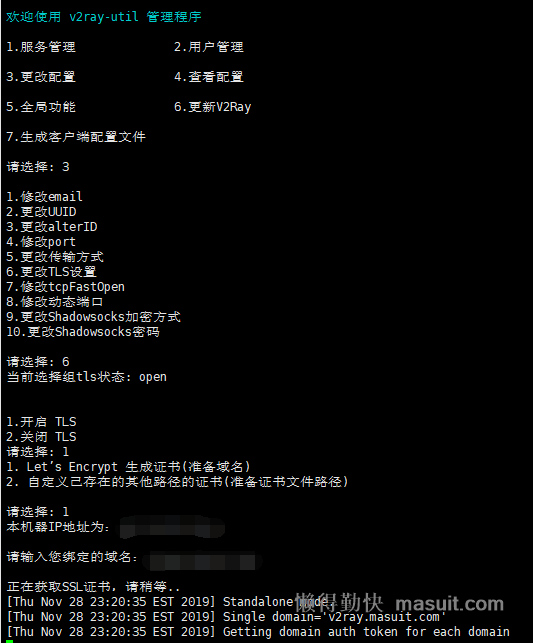 欢迎使用 v2ray-util 管理程序
1.服务管理 2.用户管理
3.更改配置 4.查看配置
5.全局功能 6.更新V2Ray
7.生成客户端配置文件
请选择: 3
1.修改email
2.更改UUID
3.更改alterID
4.修改port
5.更改传输方式
6.更改TLS设置
7.修改tcpFastOpen
8.修改动态端口
9.更改Shadowsocks加密方式
10.更改Shadowsocks密码
请选择: 6
当前选择组tls状态: open
1.开启 TLS
2.关闭 TLS
请选择: 1
1. Let's Encrypt 生成证书(准备域名)
2. 自定义已存在的其他路径的证书(准备证书文件路径)
请选择: 1
本机器IP地址为:
请输入您绑定的域名:
正在获取SSL证书, 请稍等..
[Thu Nov 28 23:20:35 EST 2019] Standalone mode.
[Thu Nov 28 23:20:35 EST 2019] Single domain='v2ray.masuit.com'
[Thu Nov 28 23:20:35 EST 2019] Getting domain auth token for each domain
懒得勤快 masuit.com